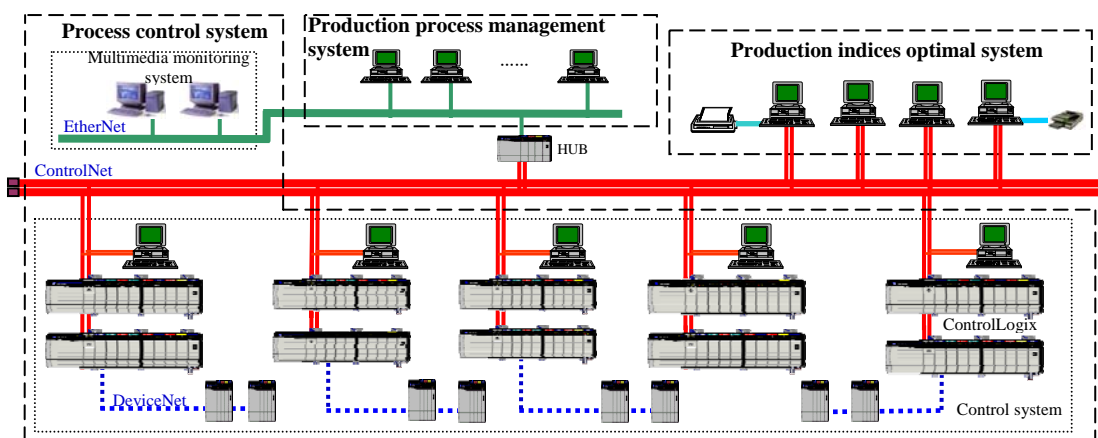 Process control system
Multimedia monitoring
system
EtherNet
Production process management
system
......
Production indices optimal system
HUB
ControlNet
ControlLogix
DeviceNet
Control system